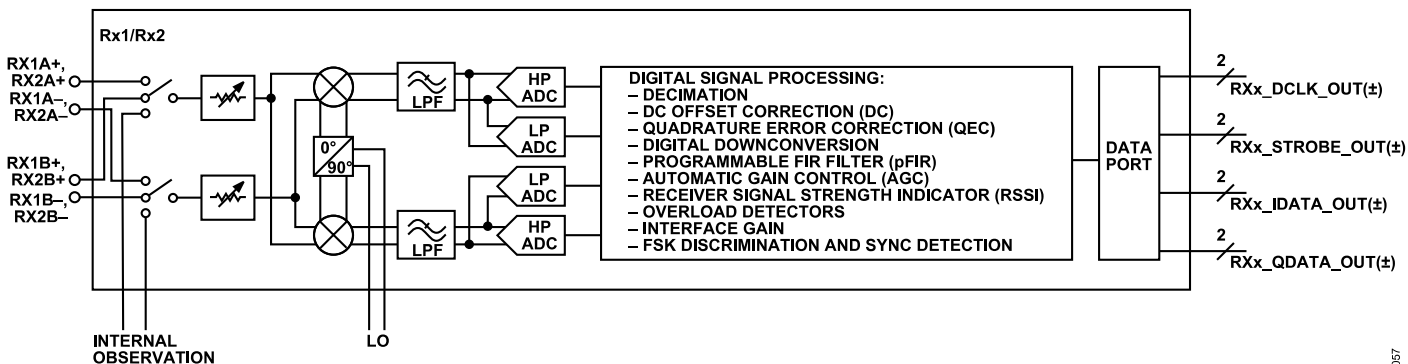 Rx1/Rx2
RX1A+,
RX2A+
RX1A–,
RX2A–
RX1B+,
RX2B+
RX1B–,
RX2B–
INTERNAL
OBSERVATION
0°
90°
LO
LPF
LPF
HP
ADC
LP
ADC
LP
ADC
HP
ADC
DIGITAL SIGNAL PROCESSING:
– DECIMATION
– DC OFFSET CORRECTION (DC)
– QUADRATURE ERROR CORRECTION (QEC)
– DIGITAL DOWNCONVERSION
– PROGRAMMABLE FIR FILTER (pFIR)
– AUTOMATIC GAIN CONTROL (AGC)
– RECEIVER SIGNAL STRENGTH INDICATOR (RSSI)
– OVERLOAD DETECTORS
– INTERFACE GAIN
– FSK DISCRIMINATION AND SYNC DETECTION
DATA
PORT
2
RXx_DCLK_OUT(±)
2
RXx_STROBE_OUT(±)
2
RXx_IDATA_OUT(±)
2
RXx_QDATA_OUT(±)
057